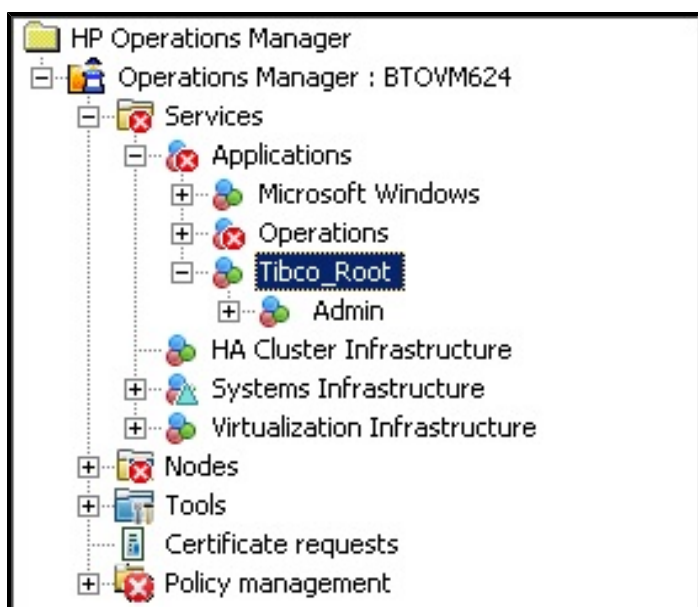 HP Operations Manager
Operations Manager : BTOVM624
Services
Applications
Microsoft Windows
Operations
Tibco_Root
Admin
HA Cluster Infrastructure
Systems Infrastructure
Virtualization Infrastructure
Nodes
Tools
Certificate requests
Policy management